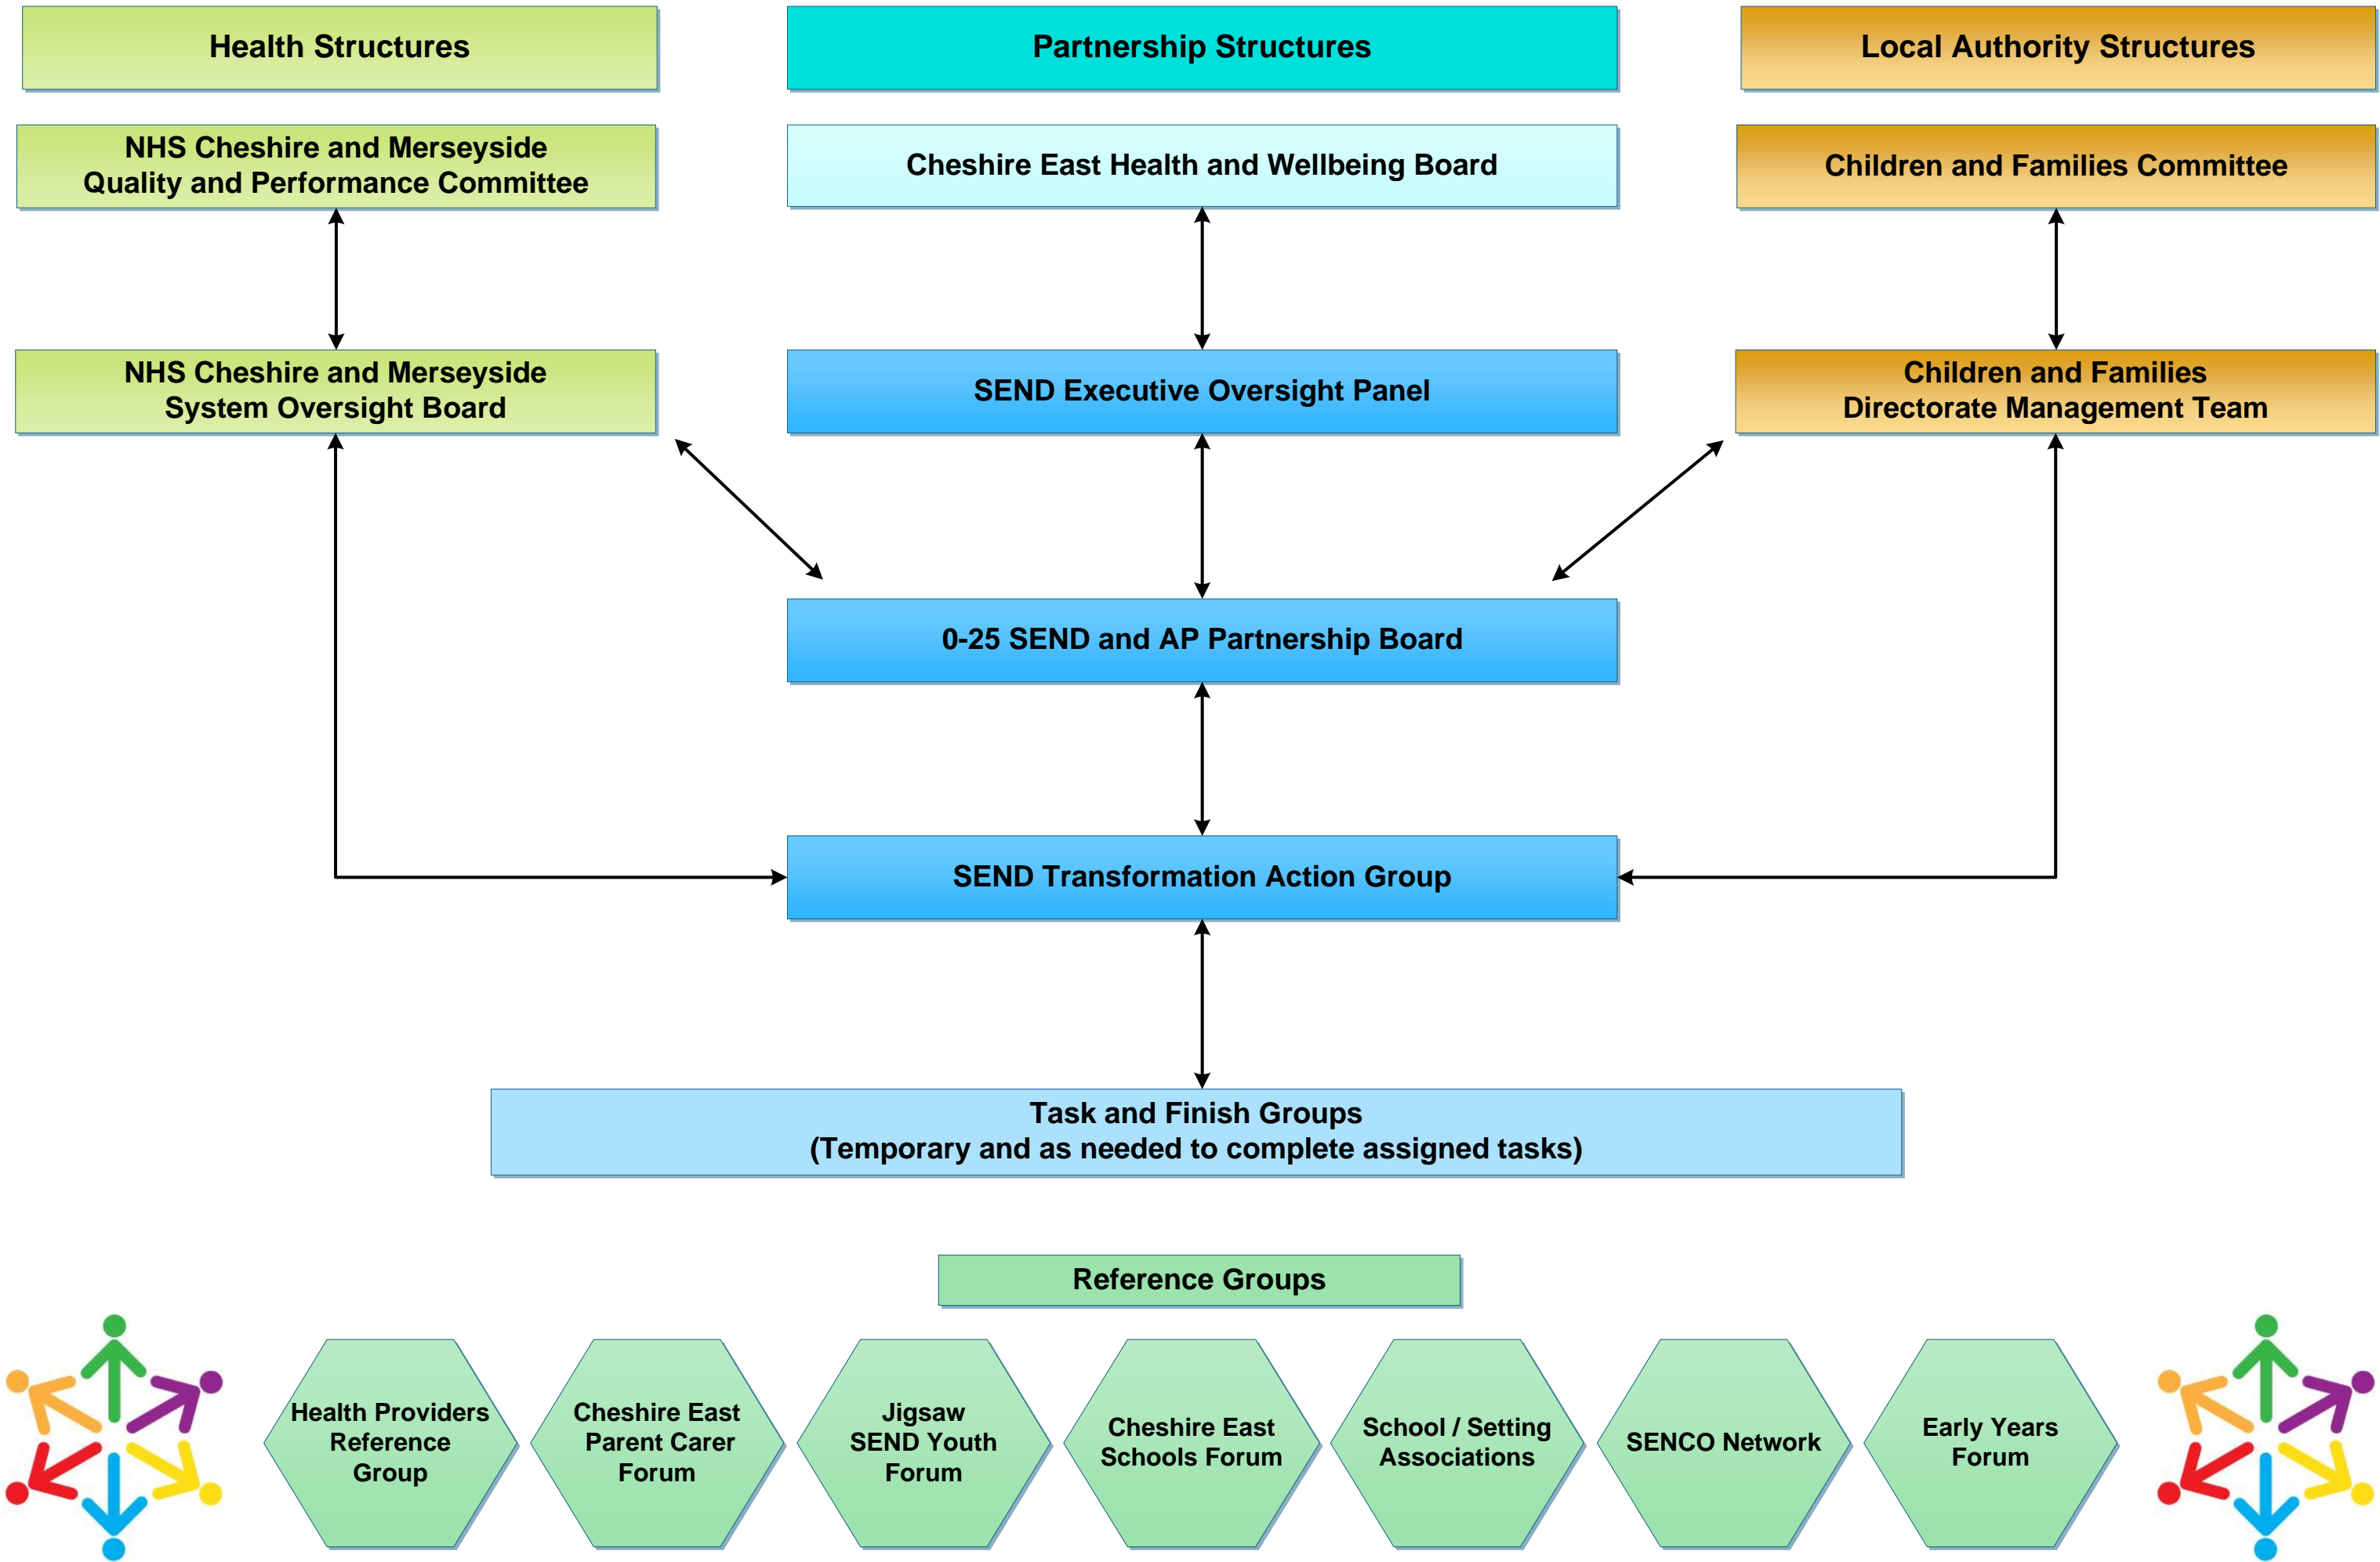 Health Structures
Partnership Structures
Local Authority Structures
NHS Cheshire and Merseyside
Quality and Performance Committee
Cheshire East Health and Wellbeing Board
Children and Families Committee
NHS Cheshire and Merseyside
System Oversight Board
SEND Executive Oversight Panel
Children and Families
Directorate Management Team
0-25 SEND and AP Partnership Board
SEND Transformation Action Group
Task and Finish Groups
(Temporary and as needed to complete assigned tasks)
Reference Groups
Health Providers
Reference
Group
Cheshire East
Parent Carer
Forum
Jigsaw
SEND Youth
Forum
Cheshire East
Schools Forum
School / Setting
Associations
SENCO Network
Early Years
Forum